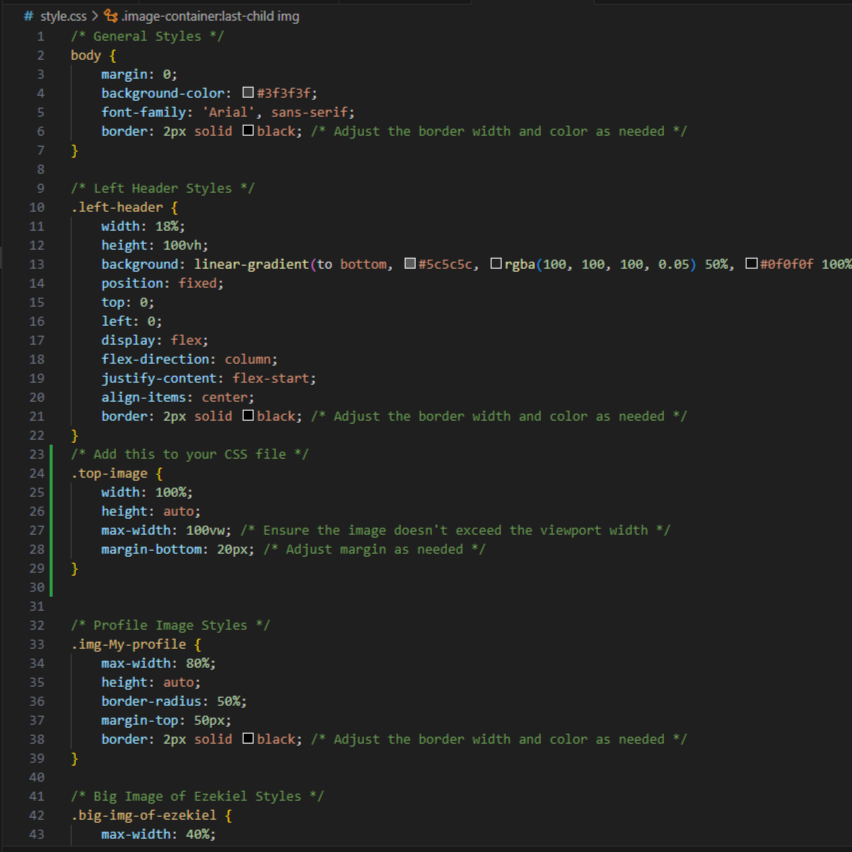 # style.css > .image-container:last-child img
1 /* General Styles */
2 body {
3     margin: 0;
4     background-color: #3f3f3f;
5     font-family: 'Arial', sans-serif;
6     border: 2px solid black; /* Adjust the border width and color as needed */
7 }
8
9 /* Left Header Styles */
10 .left-header {
11     width: 18%;
12     height: 100vh;
13     background: linear-gradient(to bottom, #5c5c5c, rgba(100, 100, 100, 0.05) 50%, #0f0f0f 100%
14     position: fixed;
15     top: 0;
16     left: 0;
17     display: flex;
18     flex-direction: column;
19     justify-content: flex-start;
20     align-items: center;
21     border: 2px solid black; /* Adjust the border width and color as needed */
22 }
23 /* Add this to your CSS file */
24 .top-image {
25     width: 100%;
26     height: auto;
27     max-width: 100vw; /* Ensure the image doesn't exceed the viewport width */
28     margin-bottom: 20px; /* Adjust margin as needed */
29 }
30
31
32 /* Profile Image Styles */
33 .img-My-profile {
34     max-width: 80%;
35     height: auto;
36     border-radius: 50%;
37     margin-top: 50px;
38     border: 2px solid black; /* Adjust the border width and color as needed */
39 }
40
41 /* Big Image of Ezekiel Styles */
42 .big-img-of-ezekiel {
43     max-width: 40%;